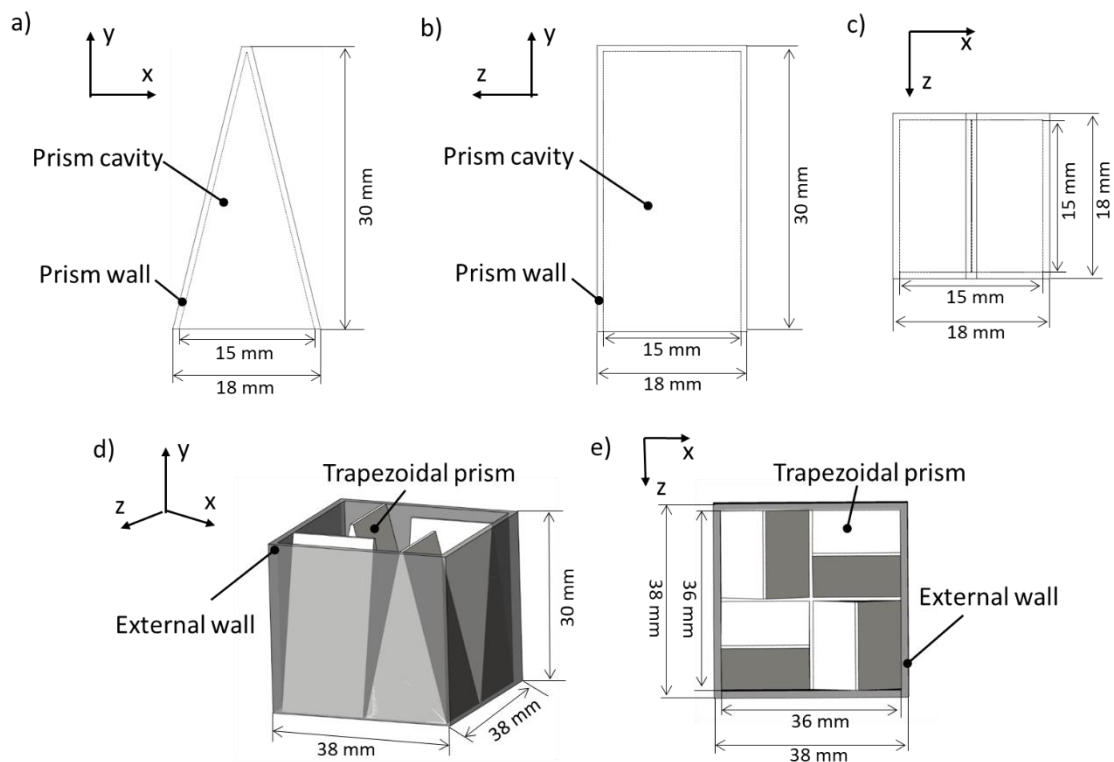 a)
y
x
Prism cavity
Prism wall
30 mm
15 mm
18 mm
b)
y
z
Prism cavity
Prism wall
30 mm
15 mm
18 mm
c)
x
z
15 mm
18 mm
15 mm
18 mm
d)
y
z
x
Trapezoidal prism
External wall
30 mm
38 mm
38 mm
e)
x
z
Trapezoidal prism
38 mm
36 mm
External wall
36 mm
38 mm